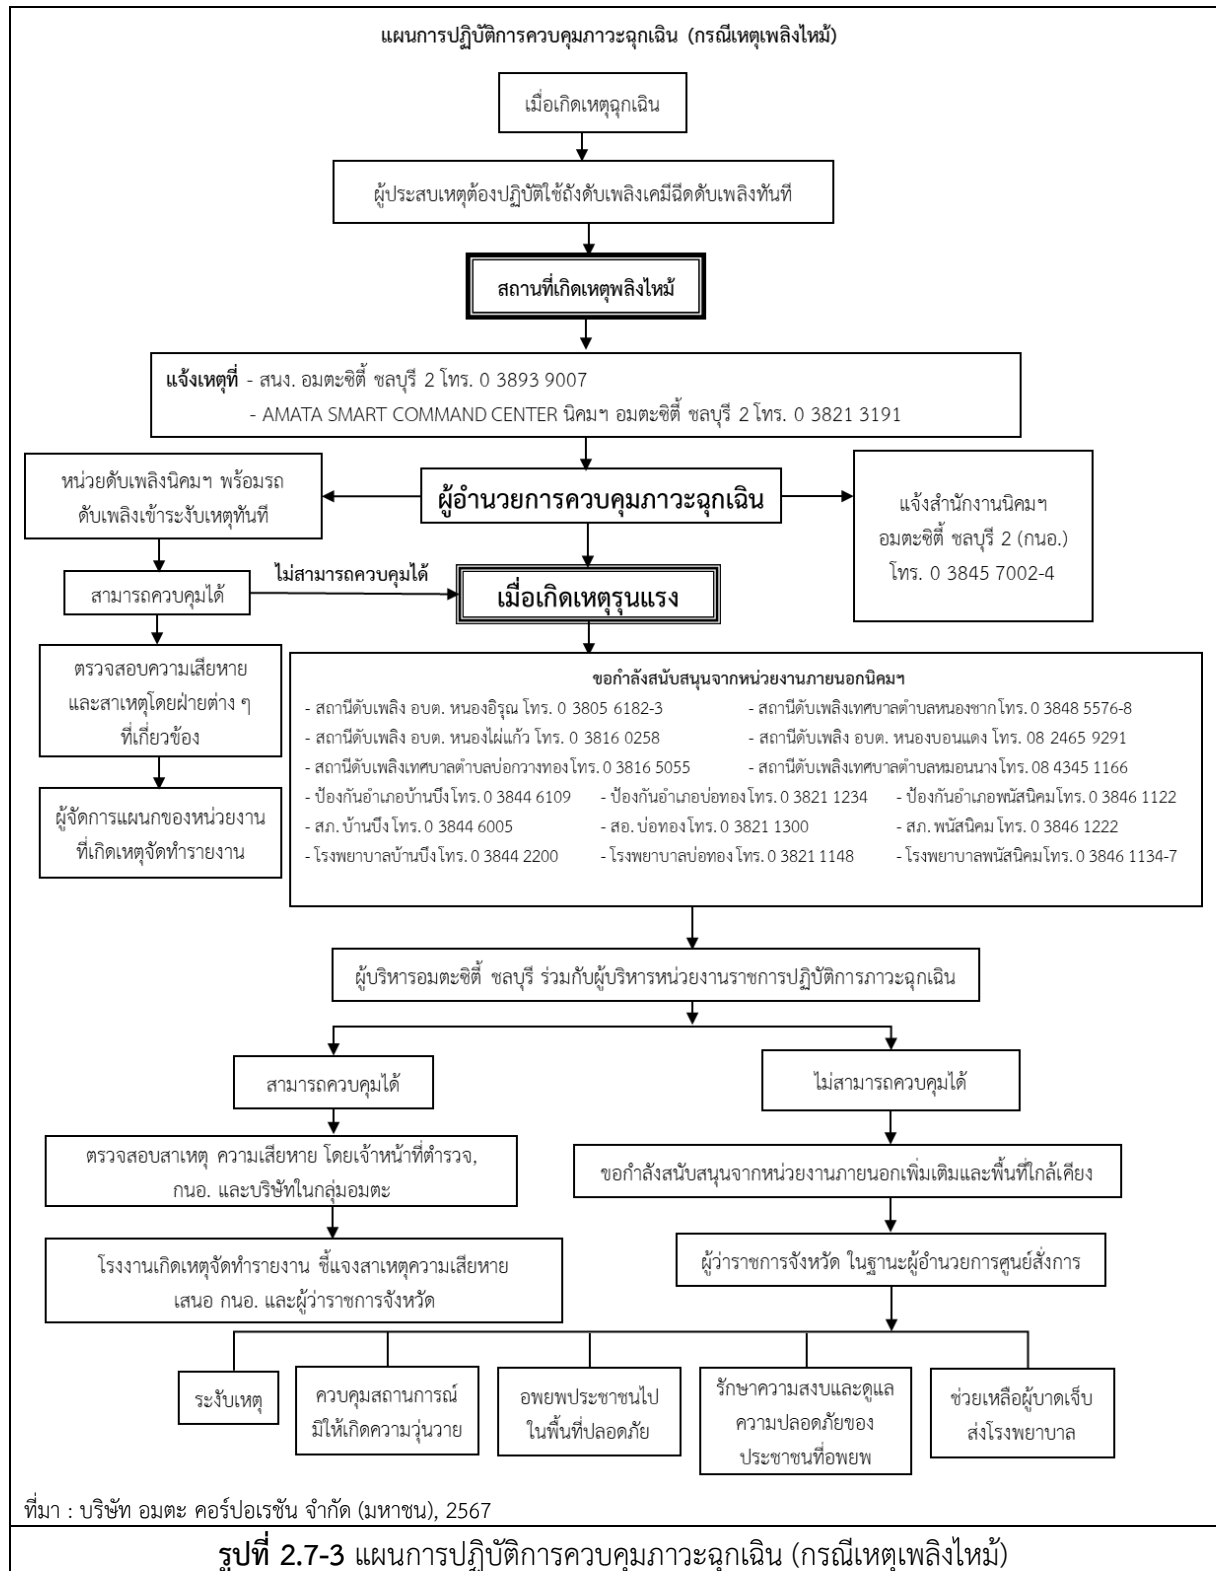 แผนการปฏิบัติการควบคุมภาวะฉุกเฉิน (กรณีเหตุเพลิงไหม้)
เมื่อเกิดเหตุฉุกเฉิน
ผู้ประสบเหตุต้องปฏิบัติใช้ถังดับเพลิงเคมีฉีดดับเพลิงทันที
สถานที่เกิดเหตุพลิงไหม้
แจ้งเหตุที่ - สนง. อมตะซิตี้ ชลบุรี 2 โทร. 0 3893 9007
- AMATA SMART COMMAND CENTER นิคมฯ อมตะซิตี้ ชลบุรี 2 โทร. 0 3821 3191
หน่วยดับเพลิงนิคมฯ พร้อมรถ
ดับเพลิงเข้าระงับเหตุทันที
ผู้อำนวยการควบคุมภาวะฉุกเฉิน
แจ้งสำนักงานนิคมฯ
อมตะซิตี้ ชลบุรี 2 (กนอ.)
โทร. 0 3845 7002-4
สามารถควบคุมได้
ไม่สามารถควบคุมได้
เมื่อเกิดเหตุรุนแรง
ตรวจสอบความเสียหาย
และสาเหตุโดยฝ่ายต่าง ๆ
ที่เกี่ยวข้อง
ผู้จัดการแผนกของหน่วยงาน
ที่เกิดเหตุจัดทำรายงาน
ขอกำลังสนับสนุนจากหน่วยงานภายนอกนิคมฯ
- สถานีดับเพลิง อบต. หนองอิรุณ โทร. 0 3805 6182-3 - สถานีดับเพลิงเทศบาลตำบลหนองซาก โทร. 0 3848 5576-8
- สถานีดับเพลิง อบต. หนองไผ่แก้ว โทร. 0 3816 0258 - สถานีดับเพลิง อบต. หนองบอนแดง โทร. 08 2465 9291
- สถานีดับเพลิงเทศบาลตำบลบ่อกวางทอง โทร. 0 3816 5055 - สถานีดับเพลิงเทศบาลตำบลหมอนนาง โทร. 08 4345 1166
- ป้องกันอำเภอบ้านบึง โทร. 0 3844 6109 - ป้องกันอำเภอบ่อทอง โทร. 0 3821 1234 - ป้องกันอำเภอพนัสนิคม โทร. 0 3846 1122
- สภ. บ้านบึง โทร. 0 3844 6005 - สอ. บ่อทอง โทร. 0 3821 1300 - สภ. พนัสนิคม โทร. 0 3846 1222
- โรงพยาบาลบ้านบึง โทร. 0 3844 2200 - โรงพยาบาลบ่อทอง โทร. 0 3821 1148 - โรงพยาบาลพนัสนิคม โทร. 0 3846 1134-7
ผู้บริหารอมตะซิตี้ ชลบุรี ร่วมกับผู้บริหารหน่วยงานราชการปฏิบัติการภาวะฉุกเฉิน
สามารถควบคุมได้
ไม่สามารถควบคุมได้
ตรวจสอบสาเหตุ ความเสียหาย โดยเจ้าหน้าที่ตำรวจ,
กนอ. และบริษัทในกลุ่มอมตะ
ขอกำลังสนับสนุนจากหน่วยงานภายนอกเพิ่มเติมและพื้นที่ใกล้เคียง
โรงงานเกิดเหตุจัดทำรายงาน ชี้แจงสาเหตุความเสียหาย
เสนอ กนอ. และผู้ว่าราชการจังหวัด
ผู้ว่าราชการจังหวัด ในฐานะผู้อำนวยการศูนย์สั่งการ
ระงับเหตุ
ควบคุมสถานการณ์
มิให้เกิดความวุ่นวาย
อพยพประชาชนไป
ในพื้นที่ปลอดภัย
รักษาความสงบและดูแล
ความปลอดภัยของ
ประชาชนที่อพยพ
ช่วยเหลือผู้บาดเจ็บ
ส่งโรงพยาบาล
ที่มา : บริษัท อมตะ คอร์ปอเรชัน จำกัด (มหาชน), 2567
รูปที่ 2.7-3 แผนการปฏิบัติการควบคุมภาวะฉุกเฉิน (กรณีเหตุเพลิงไหม้)